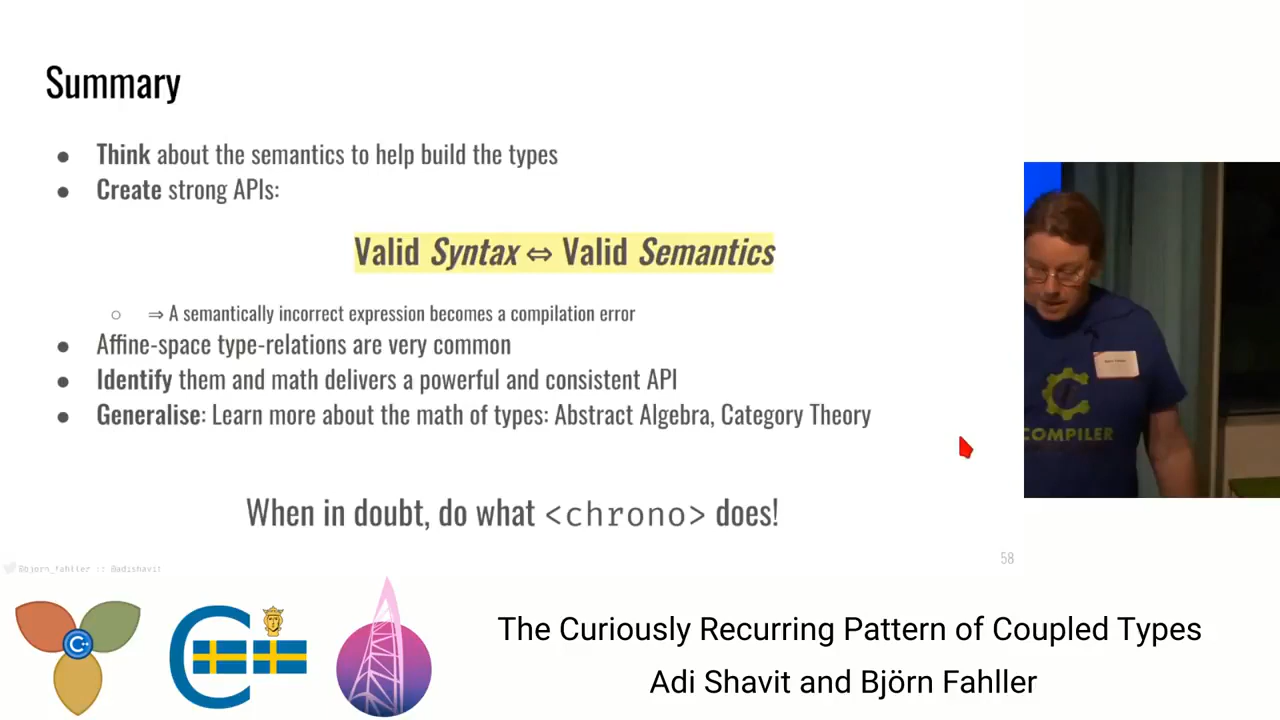 Summary
● Think about the semantics to help build the types
● Create strong APIs:
Valid Syntax ⇔ Valid Semantics
○ ⇒ A semantically incorrect expression becomes a compilation error
● Affine-space type-relations are very common
● Identify them and math delivers a powerful and consistent API
● Generalise: Learn more about the math of types: Abstract Algebra, Category Theory
When in doubt, do what <chrono> does!
58
@bjorn_fahller :: @adishavit
COMPILER
The Curiously Recurring Pattern of Coupled Types
Adi Shavit and Björn Fahller